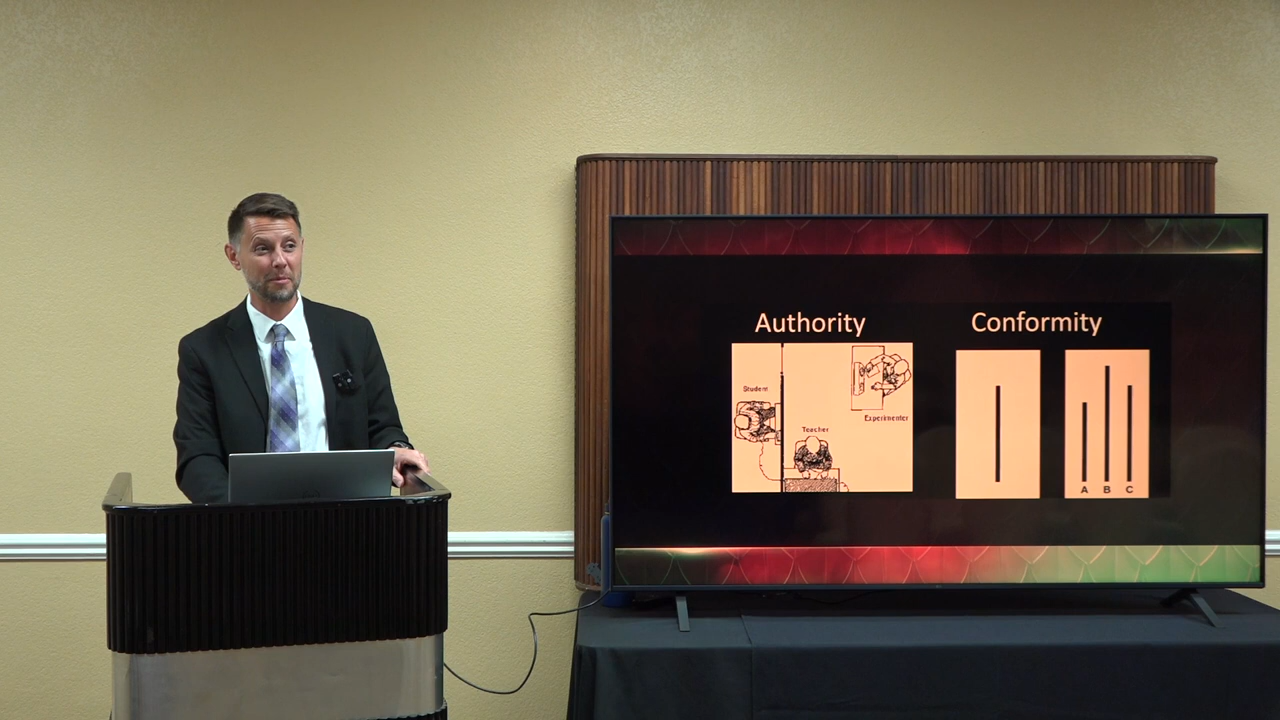 Authority
Conformity
Student
Experimenter
Teacher
A B C